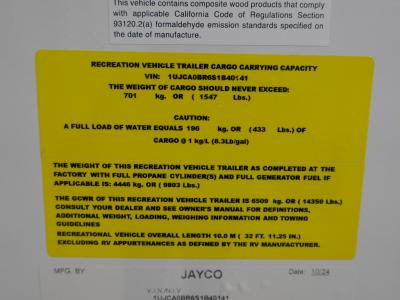 This vehicle contains composite wood products that comply
with applicable California Code of Regulations Section
93120.2(a) formaldehyde emission standards specified on
the date of manufacture.
RECREATION VEHICLE TRAILER CARGO CARRYING CAPACITY
VIN: 1UJCA0BR6S1B40141
THE WEIGHT OF CARGO SHOULD NEVER EXCEED:
701 kg. OR ( 1547 Lbs.)
CAUTION:
A FULL LOAD OF WATER EQUALS 196 kg. OR ( 433 Lbs.) OF
CARGO @ 1 kg/L (8.3Lb/gal)
THE WEIGHT OF THIS RECREATION VEHICLE TRAILER AS COMPLETED AT THE
FACTORY WITH FULL PROPANE CYLINDER(S) AND FULL GENERATOR FUEL IF
APPLICABLE IS: 4446 kg. OR ( 9803 Lbs.)
THE GCWR OF THIS RECREATION VEHICLE TRAILER IS 6509 kg. OR ( 14350 Lbs.)
CONSULT YOUR DEALER AND SEE OWNER'S MANUAL FOR DEFINITIONS,
ADDITIONAL WEIGHT, LOADING, WEIGHING INFORMATION AND TOWING
GUIDELINES
RECREATIONAL VEHICLE OVERALL LENGTH 10.0 M ( 32 FT. 11.25 IN.)
EXCLUDING RV APPURTENANCES AS DEFINED BY THE RV MANUFACTURER.
MFG. BY: JAYCO Date: 10/24
V.I.N/N.I.V
1UJCA0BR6S1B40141